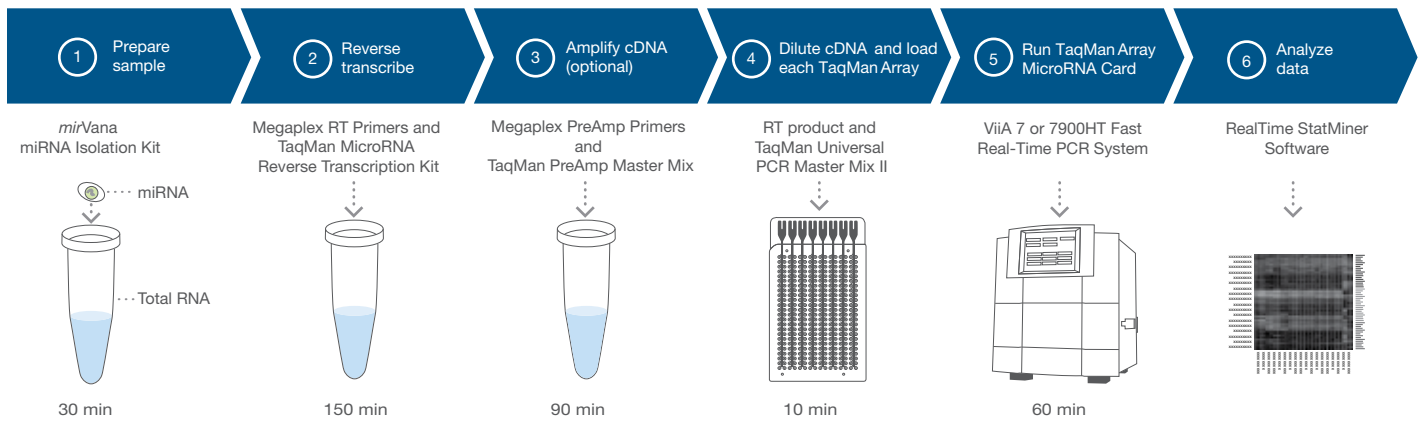 1
Prepare
sample
2
Reverse
transcribe
3
Amplify cDNA
(optional)
4
Dilute cDNA and load
each TaqMan Array
5
Run TaqMan Array
MicroRNA Card
6
Analyze
data
mirVana
miRNA Isolation Kit
miRNA
Total RNA
30 min
Megaplex RT Primers and
TaqMan MicroRNA
Reverse Transcription Kit
150 min
Megaplex PreAmp Primers
and
TaqMan PreAmp Master Mix
90 min
RT product and
TaqMan Universal
PCR Master Mix II
10 min
ViiA 7 or 7900HT Fast
Real-Time PCR System
60 min
RealTime StatMiner
Software